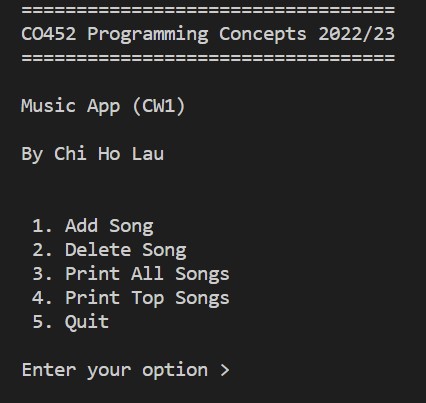 ==================================
CO452 Programming Concepts 2022/23
==================================
Music App (CW1)
By Chi Ho Lau
1. Add Song
2. Delete Song
3. Print All Songs
4. Print Top Songs
5. Quit
Enter your option >